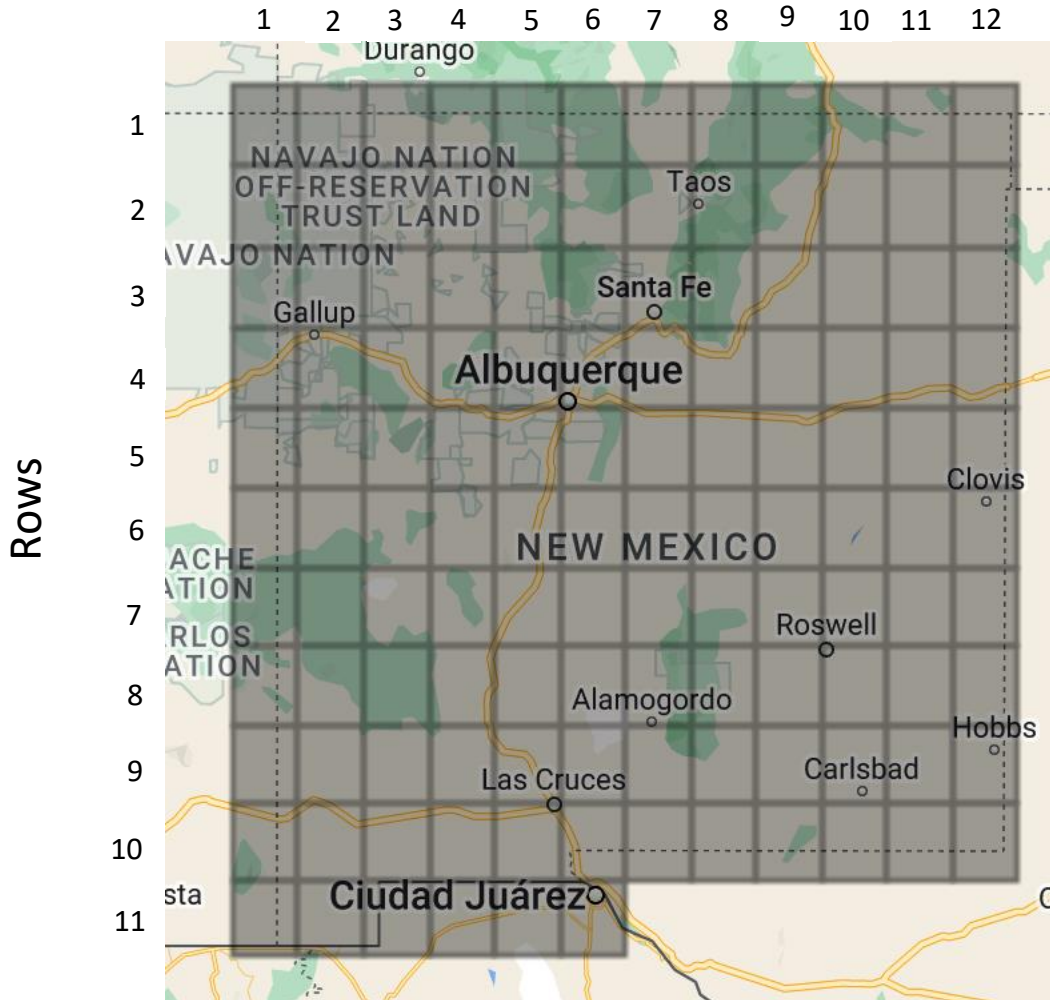 1 2 3 4 5 6 7 8 9 10 11 12
Durango
1
NAVAJO NATION
OFF-RESERVATION
TRUST LAND
Taos
2
AVAJO NATION
3
Santa Fe
Gallup
4
Albuquerque
5
Rows
Clovis
6
NEW MEXICO
ACHE
ATION
7
Roswell
RLOS
ATION
8
Alamogordo
Hobbs
9
Las Cruces
Carlsbad
10
sta
Ciudad Juárez
11